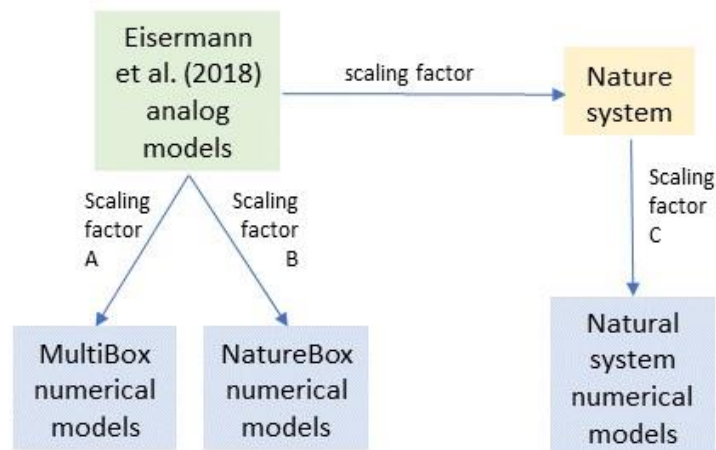 Eisermann
et al. (2018)
analog
models
scaling factor
Nature
system
Scaling
factor
A
Scaling
factor
B
Scaling
factor
C
MultiBox
numerical
models
NatureBox
numerical
models
Natural
system
numerical
models